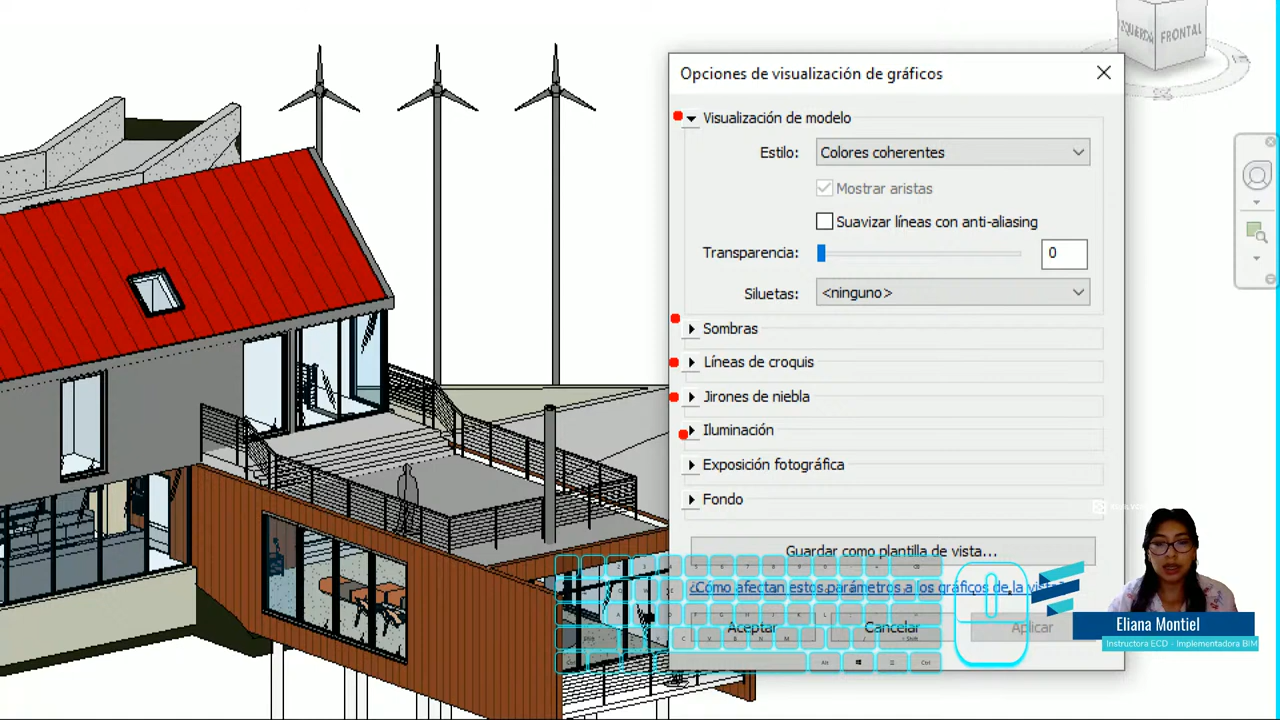 IZQUIERDA
FRONTAL
Opciones de visualización de gráficos
Visualización de modelo
Estilo:
Colores coherentes
Mostrar aristas
Suavizar líneas con anti-aliasing
Transparencia:
0
Siluetas:
<ninguno>
Sombras
Líneas de croquis
Jirones de niebla
Iluminación
Exposición fotográfica
Fondo
Guardar como plantilla de vista...
¿Cómo afectan estos parámetros a los gráficos de la
Aceptar
Cancelar
Aplicar
Eliana Montiel
Instructora ECD - Implementadora BIM